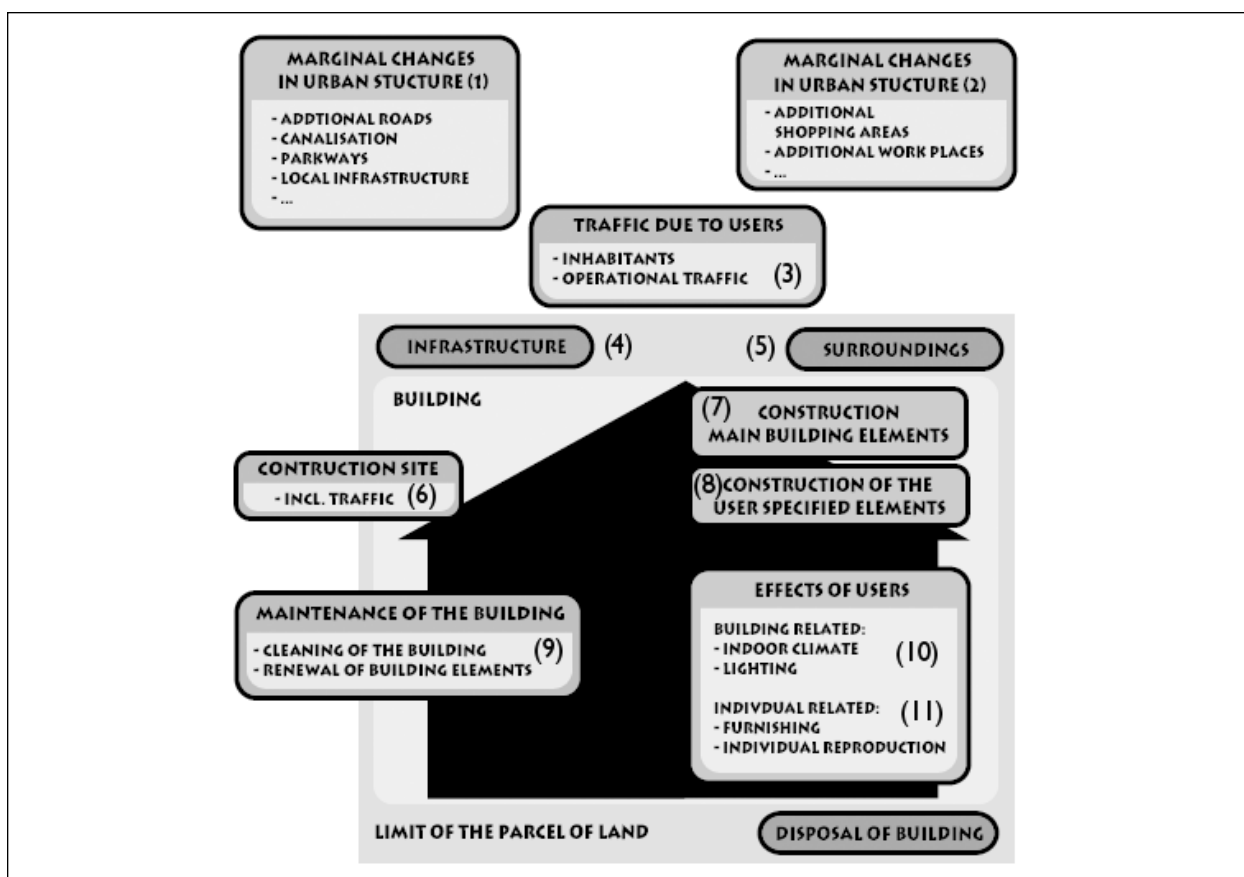 MARGINAL CHANGES
IN URBAN STUCTURE (1)
- ADDTIONAL ROADS
- CANALISATION
- PARKWAYS
- LOCAL INFRASTRUCTURE
- ...
MARGINAL CHANGES
IN URBAN STUCTURE (2)
- ADDITIONAL
SHOPPING AREAS
- ADDITIONAL WORK PLACES
- ...
TRAFFIC DUE TO USERS
- INHABITANTS
- OPERATIONAL TRAFFIC (3)
INFRASTRUCTURE (4)
(5) SURROUNDINGS
BUILDING
(7) CONSTRUCTION
MAIN BUILDING ELEMENTS
CONTRUCTION SITE
- INCL. TRAFFIC (6)
(8) CONSTRUCTION OF THE
USER SPECIFIED ELEMENTS
MAINTENANCE OF THE BUILDING
- CLEANING OF THE BUILDING (9)
- RENEWAL OF BUILDING ELEMENTS
EFFECTS OF USERS
BUILDING RELATED:
- INDOOR CLIMATE (10)
- LIGHTING
INDIVDUAL RELATED: (11)
- FURNISHING
- INDIVIDUAL REPRODUCTION
LIMIT OF THE PARCEL OF LAND
DISPOSAL OF BUILDING